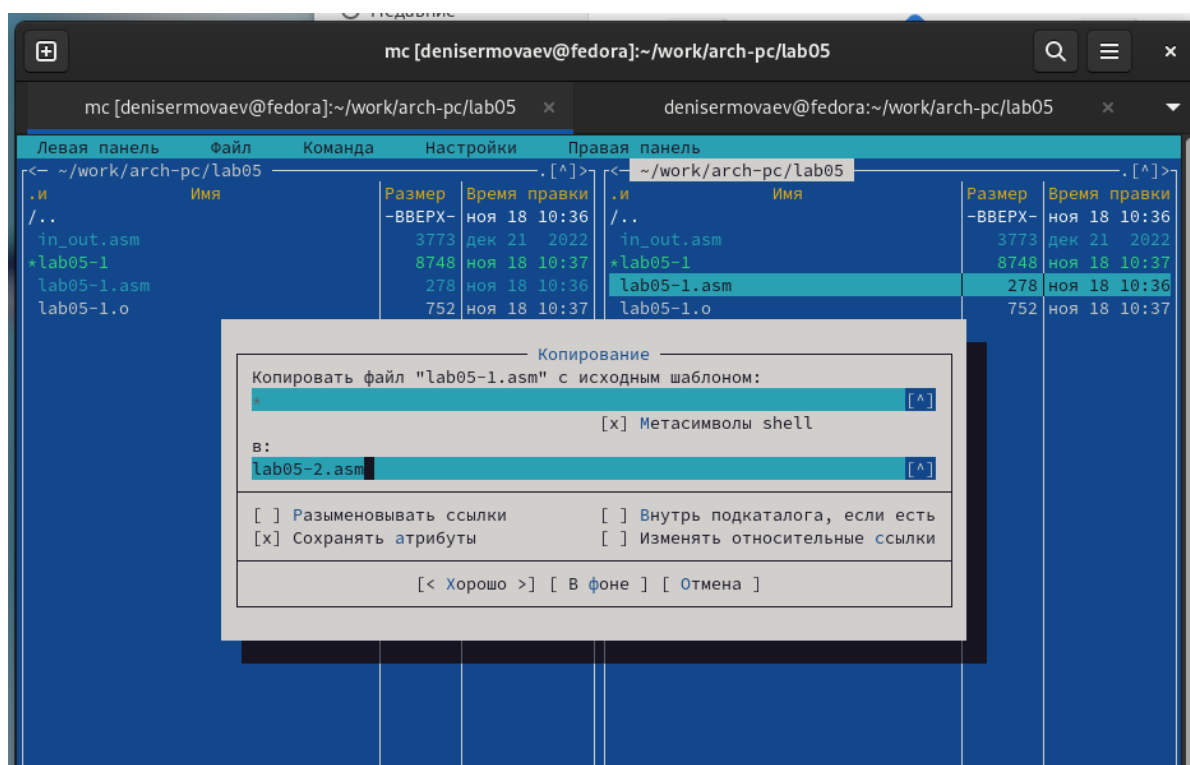 Недавние
mc [denisermovaev@fedora]:~/work/arch-pc/lab05
mc [denisermovaev@fedora]:~/work/arch-pc/lab05 denisermovaev@fedora:~/work/arch-pc/lab05
Левая панель Файл Команда Настройки Правая панель
<— ~/work/arch-pc/lab05 .[^]> <— ~/work/arch-pc/lab05 .[^]>
.и Имя Размер Время правки .и Имя Размер Время правки
/.. -ВВЕРХ- ноя 18 10:36 /.. -ВВЕРХ- ноя 18 10:36
in_out.asm 3773 дек 21 2022 in_out.asm 3773 дек 21 2022
*lab05-1 8748 ноя 18 10:37 *lab05-1 8748 ноя 18 10:37
lab05-1.asm 278 ноя 18 10:36 lab05-1.asm 278 ноя 18 10:36
lab05-1.o 752 ноя 18 10:37 lab05-1.o 752 ноя 18 10:37
Копирование
Копировать файл "lab05-1.asm" с исходным шаблоном:
* [^]
[x] Метасимволы shell
в:
lab05-2.asm [^]
[ ] Разыменовывать ссылки [ ] Внутрь подкаталога, если есть
[x] Сохранять атрибуты [ ] Изменять относительные ссылки
[< Хорошо >] [ В фоне ] [ Отмена ]